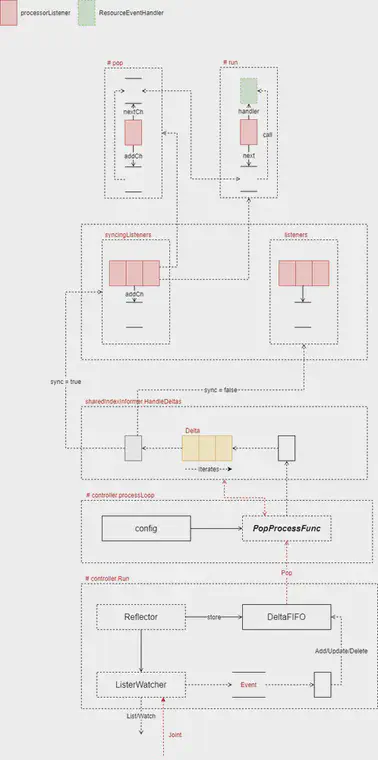 processorListener
ResourceEventHandler
# pop
# run
nextCh
handler
addCh
call
next
syncingListeners
listeners
addCh
sync = true
sync = false
sharedIndexInformer.HandleDeltas
Delta
iterates
# controller.processLoop
config
PopProcessFunc
Pop
# controller.Run
Reflector
store
DeltaFIFO
Add/Update/Delete
ListerWatcher
Event
List/Watch
Joint